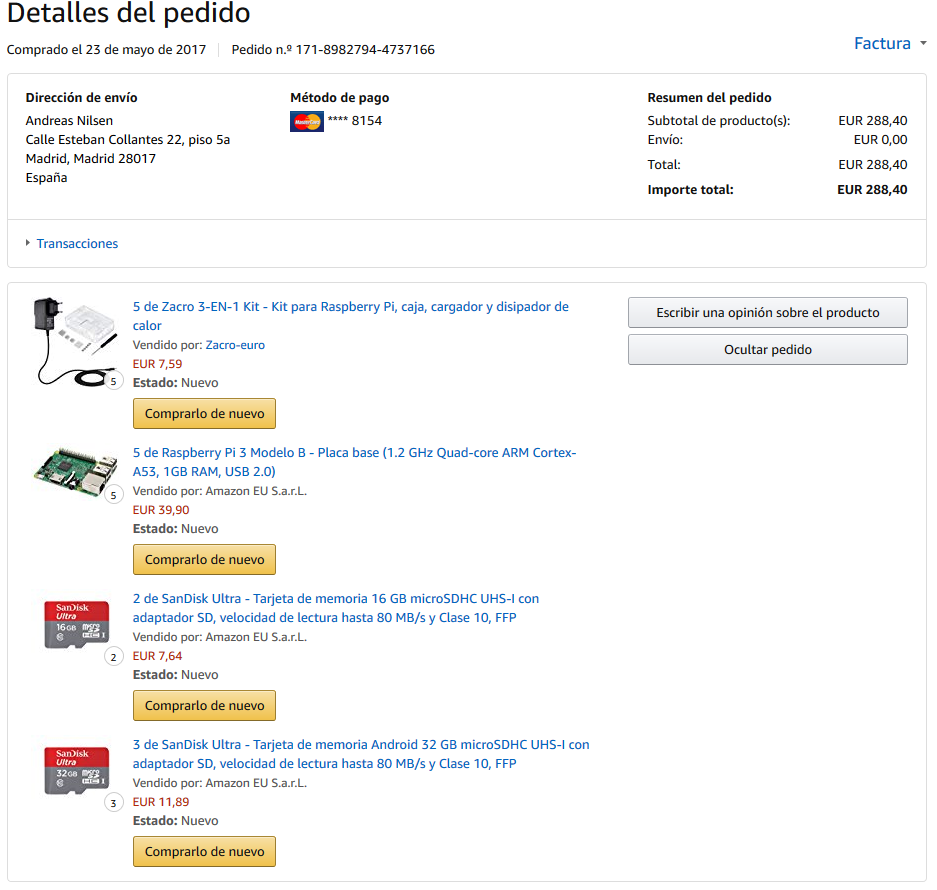 Detalles del pedido
Comprado el 23 de mayo de 2017
Pedido n.º 171-8982794-4737166
Factura
Dirección de envío
Andreas Nilsen
Calle Esteban Collantes 22, piso 5a
Madrid, Madrid 28017
España
Método de pago
MasterCard **** 8154
Resumen del pedido
Subtotal de producto(s): EUR 288,40
Envío: EUR 0,00
Total: EUR 288,40
Importe total: EUR 288,40
Transacciones
5 de Zacro 3-EN-1 Kit - Kit para Raspberry Pi, caja, cargador y disipador de
calor
Vendido por: Zacro-euro
EUR 7,59
5
Estado: Nuevo
Comprarlo de nuevo
Escribir una opinión sobre el producto
Ocultar pedido
5 de Raspberry Pi 3 Modelo B - Placa base (1.2 GHz Quad-core ARM Cortex-
A53, 1GB RAM, USB 2.0)
Vendido por: Amazon EU S.a.r.L.
5
EUR 39,90
Estado: Nuevo
Comprarlo de nuevo
SanDisk
Ultra
16GB
micro
HC I
2
2 de SanDisk Ultra - Tarjeta de memoria 16 GB microSDHC UHS-I con
adaptador SD, velocidad de lectura hasta 80 MB/s y Clase 10, FFP
Vendido por: Amazon EU S.a.r.L.
EUR 7,64
Estado: Nuevo
Comprarlo de nuevo
SanDisk
Ultra
32GB
micro
HC I
3
3 de SanDisk Ultra - Tarjeta de memoria Android 32 GB microSDHC UHS-I con
adaptador SD, velocidad de lectura hasta 80 MB/s y Clase 10, FFP
Vendido por: Amazon EU S.a.r.L.
EUR 11,89
Estado: Nuevo
Comprarlo de nuevo